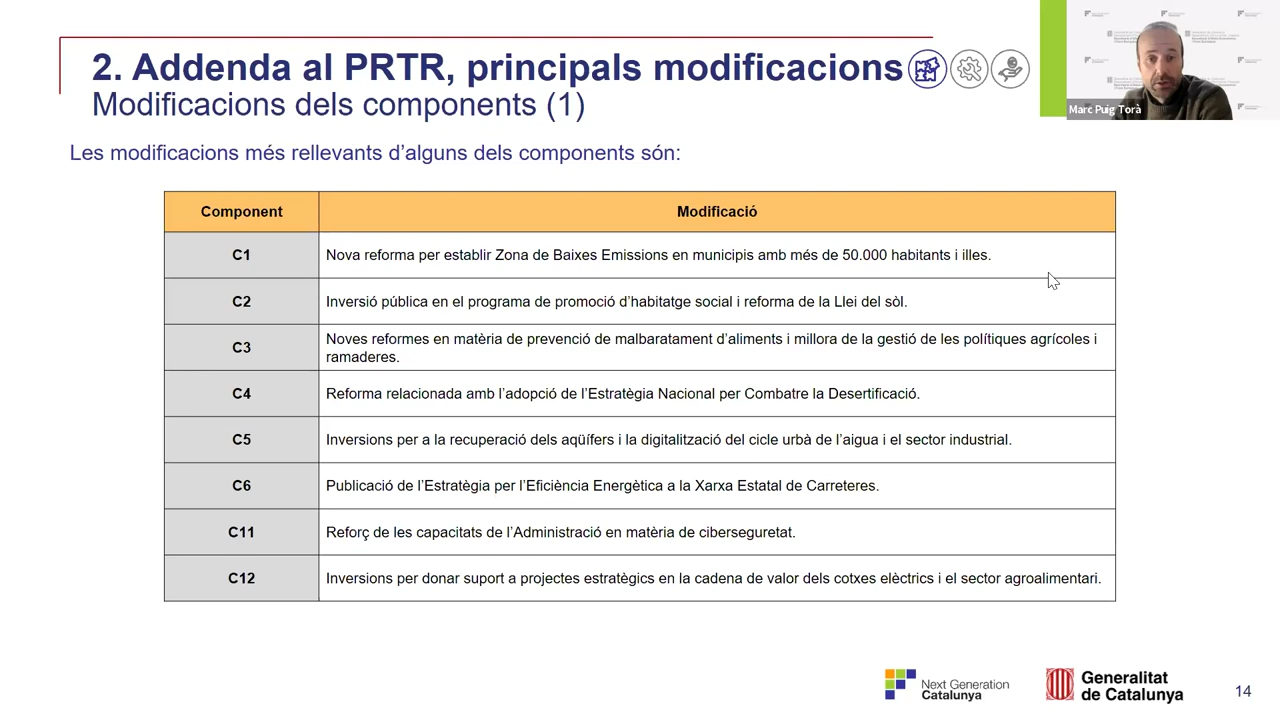 2. Addenda al PRTR, principals modificacions
Modificacions dels components (1)
Marc Puig Torà
Les modificacions més rellevants d’alguns dels components són:
Component
Modificació
C1
Nova reforma per establir Zona de Baixes Emissions en municipis amb més de 50.000 habitants i illes.
C2
Inversió pública en el programa de promoció d’habitatge social i reforma de la Llei del sòl.
C3
Noves reformes en matèria de prevenció de malbaratament d’aliments i millora de la gestió de les polítiques agrícoles i
ramaderes.
C4
Reforma relacionada amb l’adopció de l’Estratègia Nacional per Combatre la Desertificació.
C5
Inversions per a la recuperació dels aqüífers i la digitalització del cicle urbà de l’aigua i el sector industrial.
C6
Publicació de l’Estratègia per l’Eficiència Energètica a la Xarxa Estatal de Carreteres.
C11
Reforç de les capacitats de l’Administració en matèria de ciberseguretat.
C12
Inversions per donar suport a projectes estratègics en la cadena de valor dels cotxes elèctrics i el sector agroalimentari.
Next Generation
Catalunya
Generalitat
de Catalunya
14